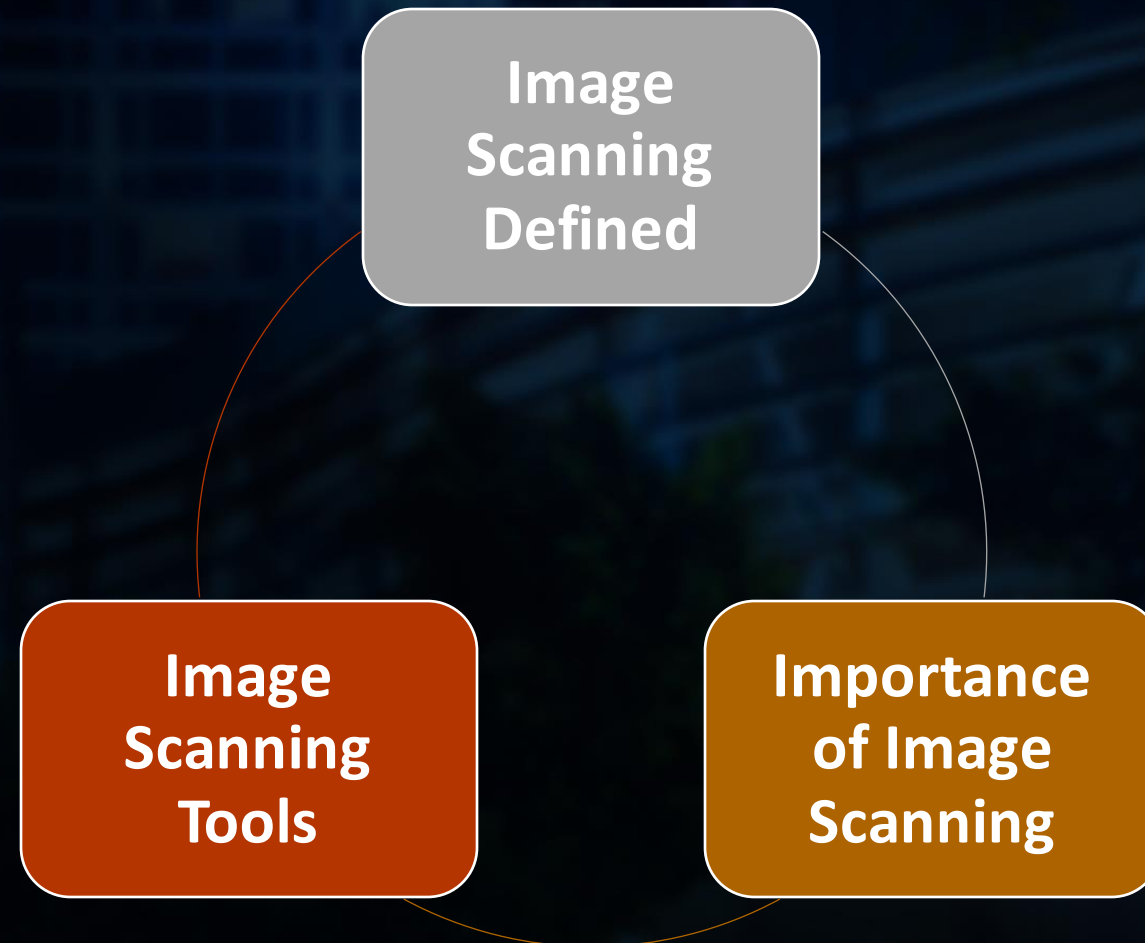 Image
Scanning
Defined
Image
Scanning
Tools
Importance
of Image
Scanning